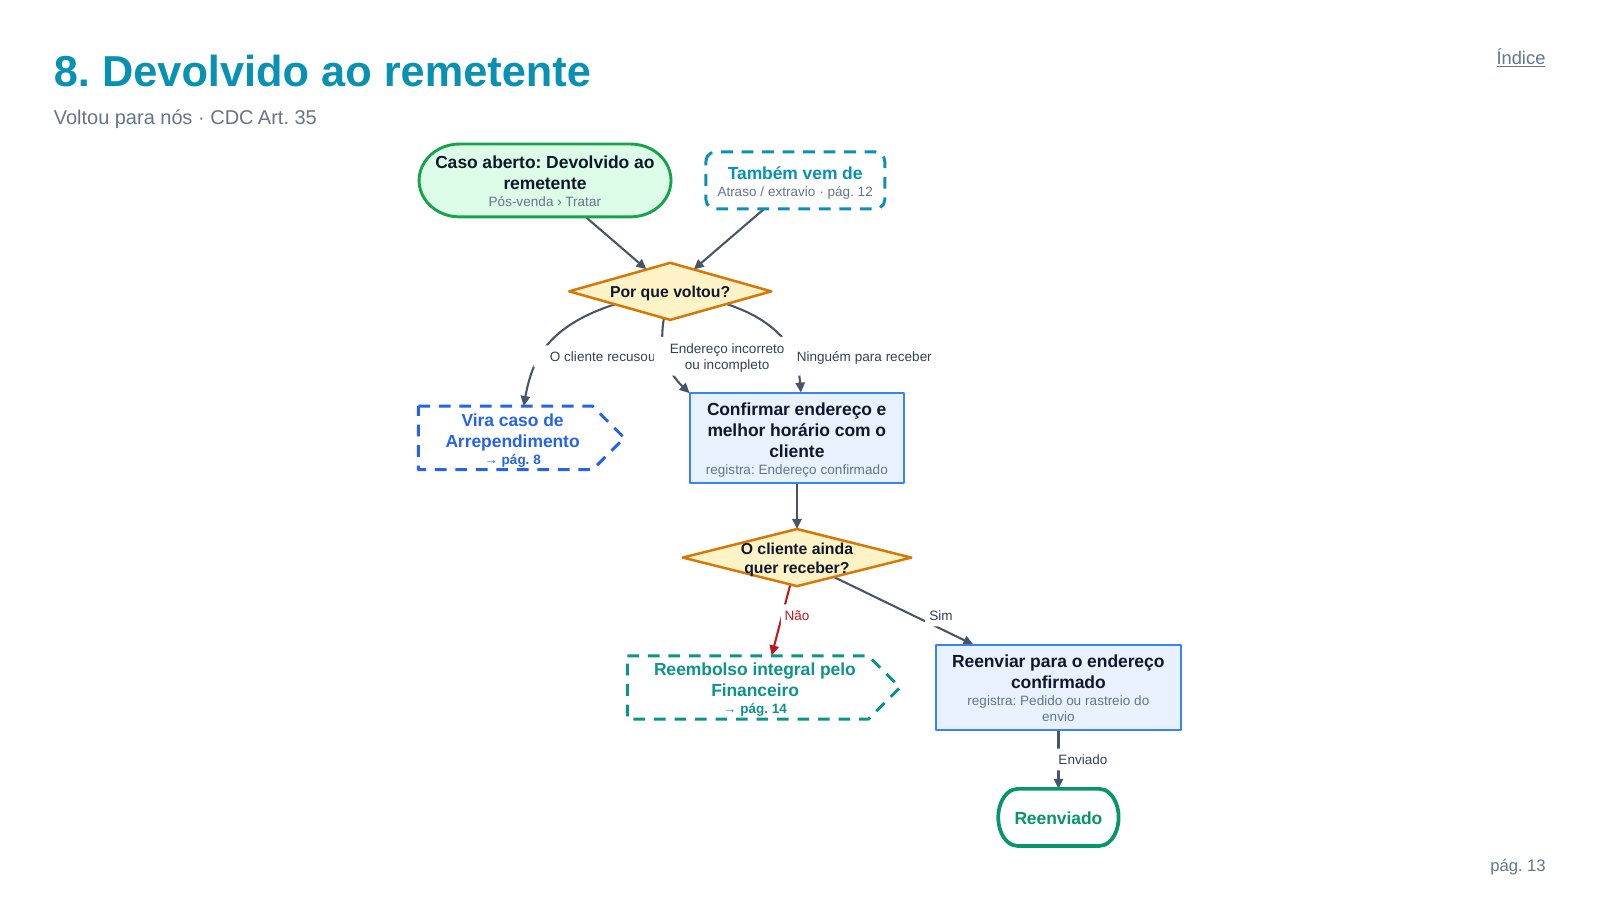 8. Devolvido ao remetente
Índice
Voltou para nós · CDC Art. 35
Caso aberto: Devolvido ao
remetente
Pós-venda › Tratar
Também vem de
Atraso / extravio · pág. 12
Por que voltou?
O cliente recusou
Endereço incorreto
ou incompleto
Ninguém para receber
Vira caso de
Arrependimento
→ pág. 8
Confirmar endereço e
melhor horário com o
cliente
registra: Endereço confirmado
O cliente ainda
quer receber?
Não
Sim
Reembolso integral pelo
Financeiro
→ pág. 14
Reenviar para o endereço
confirmado
registra: Pedido ou rastreio do
envio
Enviado
Reenviado
pág. 13